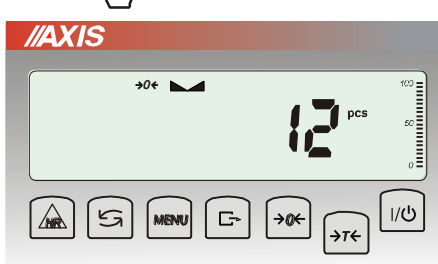 //AXIS
→0←
100
12 pcs
50
0
HR
MENU
→0←
→T←
I/⏻